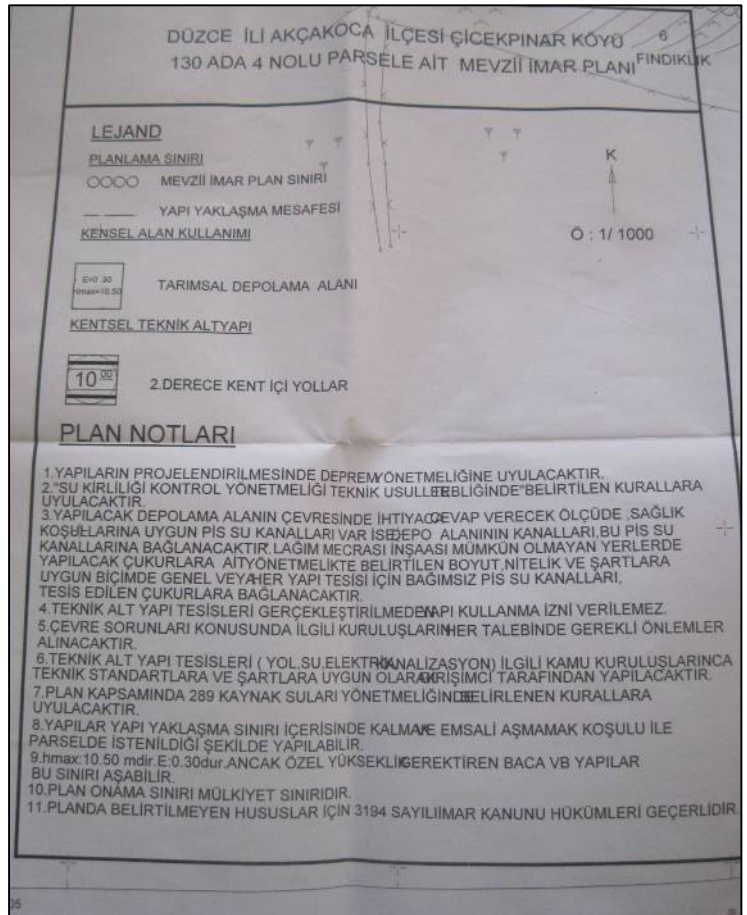 DÜZCE İLİ AKÇAKOCA İLÇESİ ÇİCEKPINAR KÖYÜ 6
130 ADA 4 NOLU PARSELE AİT MEVZİİ İMAR PLANI FINDIKLIK
LEJAND
PLANLAMA SINIRI
MEVZİİ İMAR PLAN SINIRI
YAPI YAKLAŞMA MESAFESİ
KENSEL ALAN KULLANIMI
K
Ö : 1/ 1000
E=0.30
Hmax=10.50
TARIMSAL DEPOLAMA ALANI
KENTSEL TEKNİK ALTYAPI
10.00
2.DERECE KENT İÇİ YOLLAR
PLAN NOTLARI
1.YAPILARIN PROJELENDİRİLMESİNDE DEPREM YÖNETMELİĞİNE UYULACAKTIR.
2."SU KİRLİLİĞİ KONTROL YÖNETMELİĞİ TEKNİK USULLER TEBLİĞİNDE"BELİRTİLEN KURALLARA
UYULACAKTIR.
3.YAPILACAK DEPOLAMA ALANIN ÇEVRESİNDE İHTİYACA CEVAP VERECEK ÖLÇÜDE ,SAĞLIK
KOŞULLARINA UYGUN PİS SU KANALLARI VAR İSE DEPO ALANININ KANALLARI,BU PİS SU
KANALLARINA BAĞLANACAKTIR. LAĞIM MECRASI İNŞAASI MÜMKÜN OLMAYAN YERLERDE
YAPILACAK ÇUKURLARA AİT YÖNETMELİKTE BELİRTİLEN BOYUT,NİTELİK VE ŞARTLARA
UYGUN BİÇİMDE GENEL VEYA HER YAPI TESİSİ İÇİN BAĞIMSIZ PİS SU KANALLARI,
TESİS EDİLEN ÇUKURLARA BAĞLANACAKTIR.
4.TEKNİK ALT YAPI TESİSLERİ GERÇEKLEŞTİRİLMEDEN YAPI KULLANMA İZNİ VERİLEMEZ.
5.ÇEVRE SORUNLARI KONUSUNDA İLGİLİ KURULUŞLARIN HER TALEBİNDE GEREKLİ ÖNLEMLER
ALINACAKTIR.
6.TEKNİK ALT YAPI TESİSLERİ ( YOL,SU,ELEKTRİK,KANALİZASYON) İLGİLİ KAMU KURULUŞLARINCA
TEKNİK STANDARTLARA VE ŞARTLARA UYGUN OLARAK GİRİŞİMCİ TARAFINDAN YAPILACAKTIR.
7.PLAN KAPSAMINDA 289 KAYNAK SULARI YÖNETMELİĞİNDE BELİRLENEN KURALLARA
UYULACAKTIR.
8.YAPILAR YAPI YAKLAŞMA SINIRI İÇERİSİNDE KALMAK VE EMSALİ AŞMAMAK KOŞULU İLE
PARSELDE İSTENİLDİĞİ ŞEKİLDE YAPILABİLİR.
9.hmax:10.50 mdir.E:0.30dur.ANCAK ÖZEL YÜKSEKLİK GEREKTİREN BACA VB YAPILAR
BU SINIRI AŞABİLİR.
10.PLAN ONAMA SINIRI MÜLKİYET SINIRIDIR.
11.PLANDA BELİRTİLMEYEN HUSUSLAR İÇİN 3194 SAYILI İMAR KANUNU HÜKÜMLERİ GEÇERLİDİR.